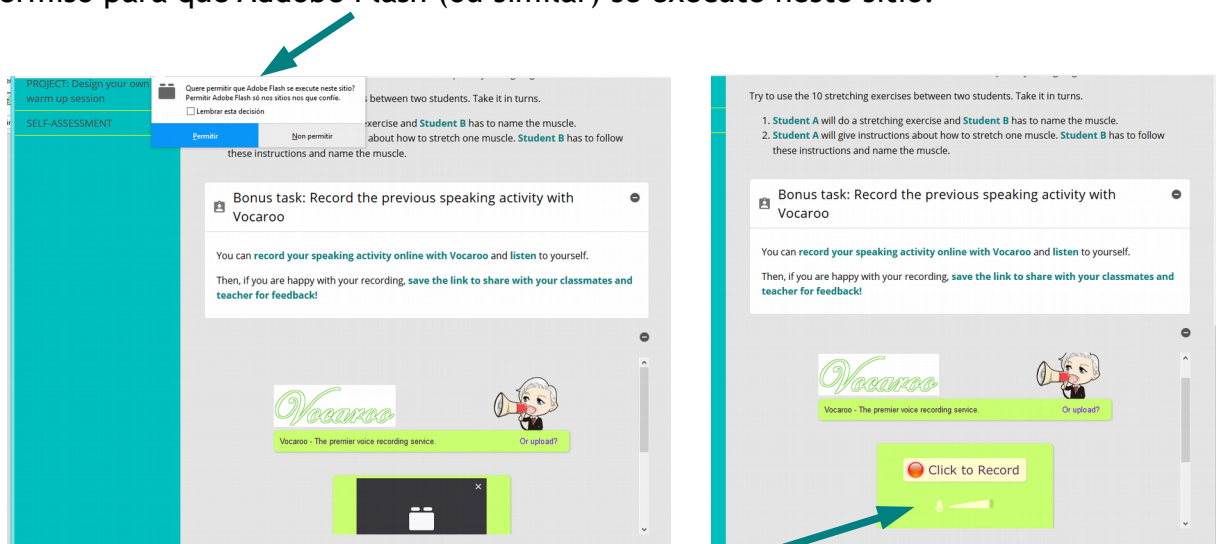 para que Addobe Flash (ou similar) se execute neste sitio.
PROJECT: Design your own
warm up session
SELF-ASSESSMENT
Quere permitir que Adobe Flash se execute neste sitio?
Permitir Adobe Flash só nos sitios nos que confíe.
Lembrar esta decisión
Permitir
Non permitir
between two students. Take it in turns.
exercise and Student B has to name the muscle.
about how to stretch one muscle. Student B has to follow
these instructions and name the muscle.
Bonus task: Record the previous speaking activity with
Vocaroo
You can record your speaking activity online with Vocaroo and listen to yourself.
Then, if you are happy with your recording, save the link to share with your classmates and
teacher for feedback!
Vocaroo
Vocaroo - The premier voice recording service.
Or upload?
Try to use the 10 stretching exercises between two students. Take it in turns.
1. Student A will do a stretching exercise and Student B has to name the muscle.
2. Student A will give instructions about how to stretch one muscle. Student B has to follow
these instructions and name the muscle.
Bonus task: Record the previous speaking activity with
Vocaroo
You can record your speaking activity online with Vocaroo and listen to yourself.
Then, if you are happy with your recording, save the link to share with your classmates and
teacher for feedback!
Vocaroo
Vocaroo - The premier voice recording service.
Or upload?
Click to Record